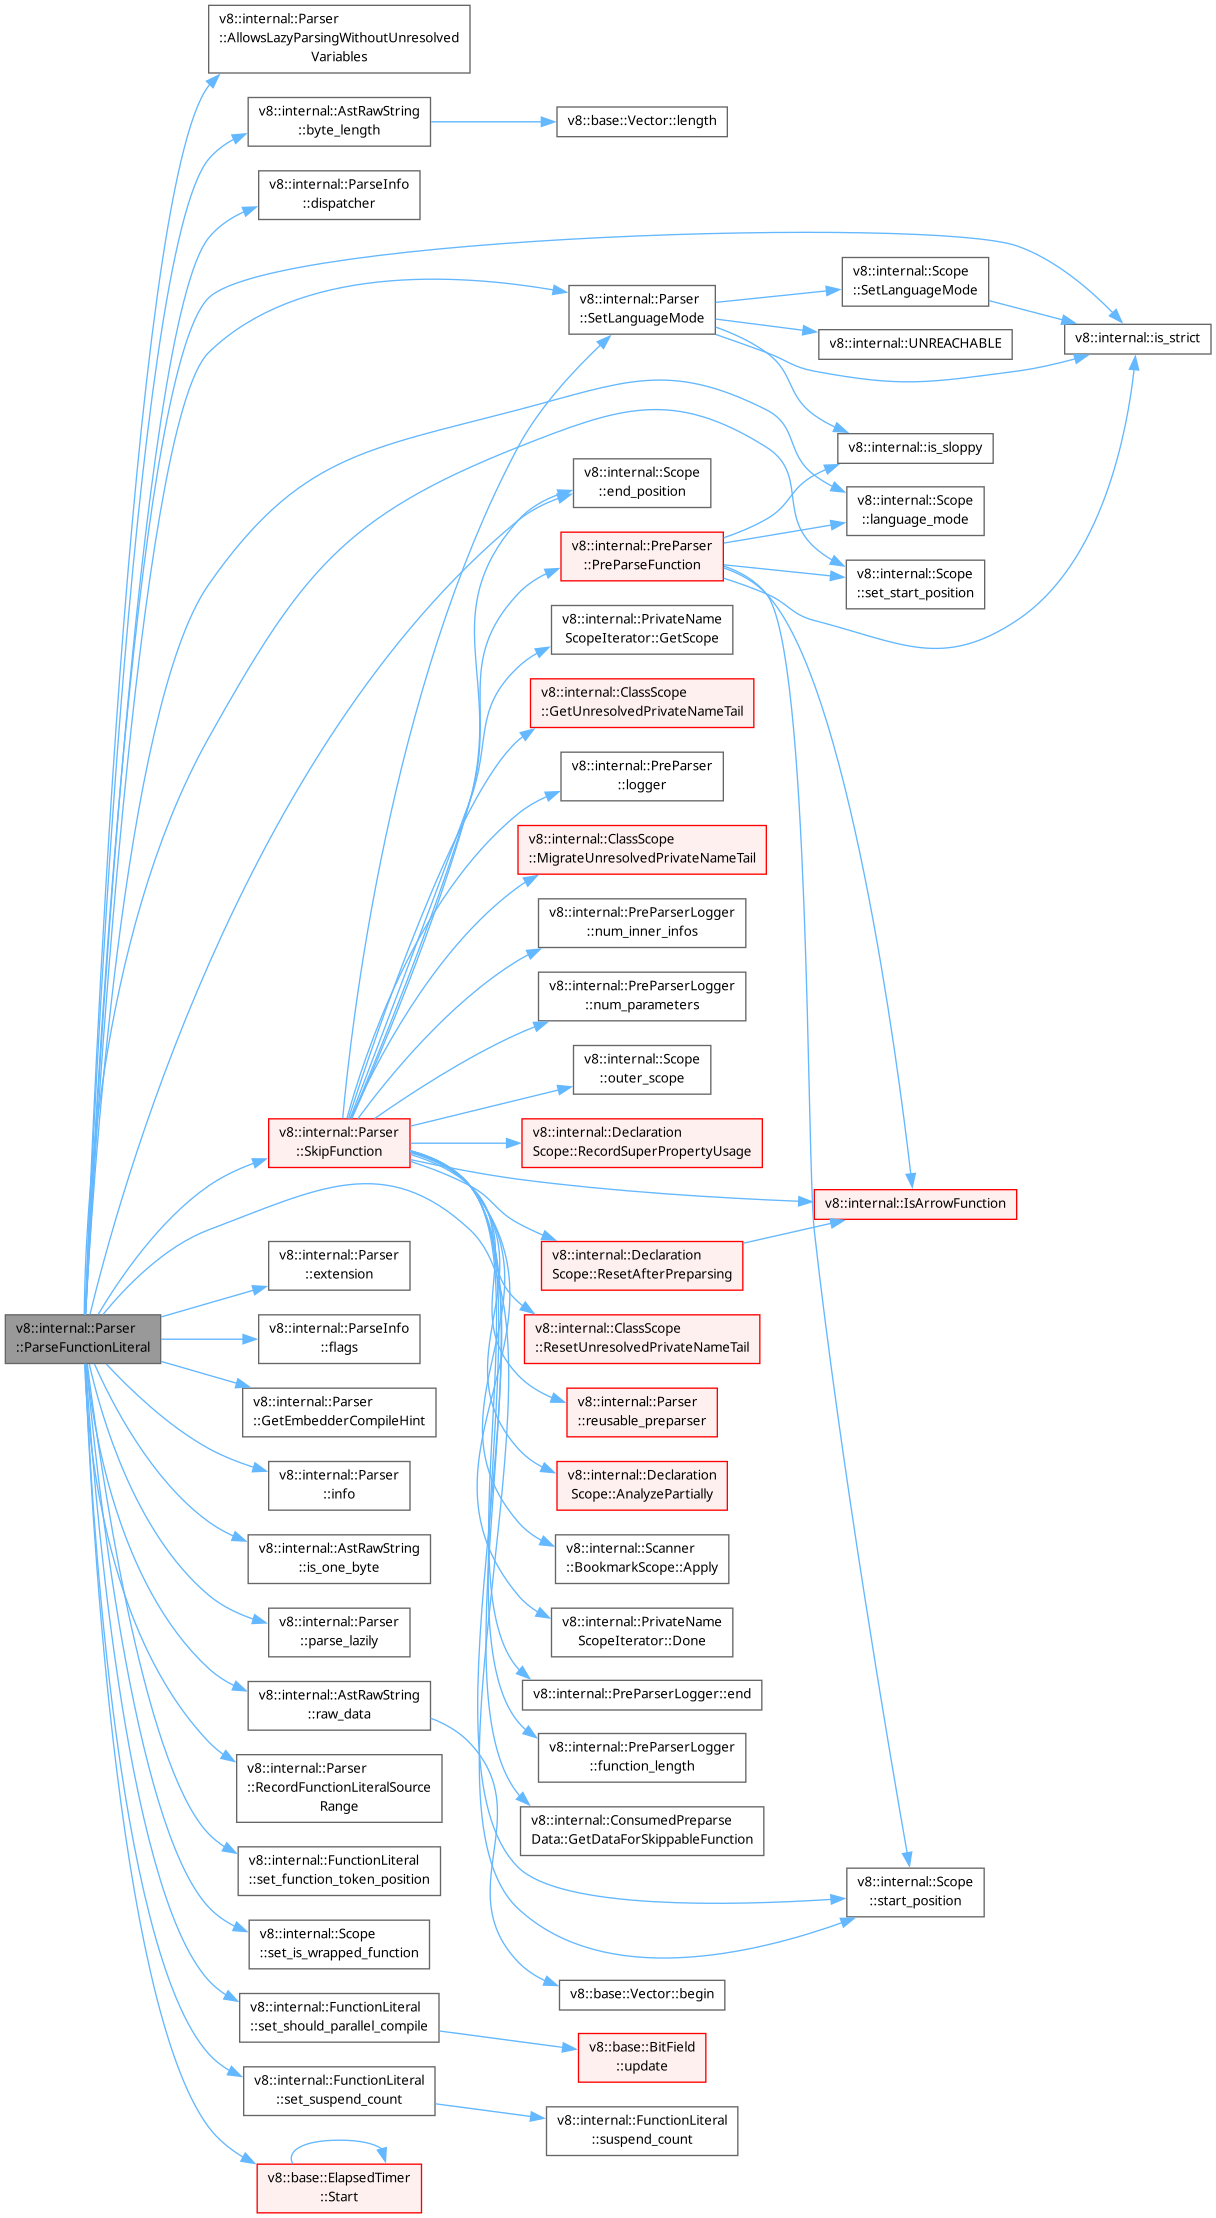 v8::internal::Parser
::AllowsLazyParsingWithoutUnresolved
Variables
v8::internal::AstRawString
::byte_length
v8::base::Vector::length
v8::internal::ParseInfo
::dispatcher
v8::internal::Scope
::SetLanguageMode
v8::internal::Parser
::SetLanguageMode
v8::internal::UNREACHABLE
v8::internal::is_strict
v8::internal::is_sloppy
v8::internal::Scope
::end_position
v8::internal::Scope
::language_mode
v8::internal::PreParser
::PreParseFunction
v8::internal::Scope
::set_start_position
v8::internal::PrivateName
ScopeIterator::GetScope
v8::internal::ClassScope
::GetUnresolvedPrivateNameTail
v8::internal::PreParser
::logger
v8::internal::ClassScope
::MigrateUnresolvedPrivateNameTail
v8::internal::PreParserLogger
::num_inner_infos
v8::internal::PreParserLogger
::num_parameters
v8::internal::Scope
::outer_scope
v8::internal::Parser
::SkipFunction
v8::internal::Declaration
Scope::RecordSuperPropertyUsage
v8::internal::IsArrowFunction
v8::internal::Parser
::extension
v8::internal::Declaration
Scope::ResetAfterPreparsing
v8::internal::Parser
::ParseFunctionLiteral
v8::internal::ParseInfo
::flags
v8::internal::ClassScope
::ResetUnresolvedPrivateNameTail
v8::internal::Parser
::GetEmbedderCompileHint
v8::internal::Parser
::reusable_preparser
v8::internal::Parser
::info
v8::internal::Declaration
Scope::AnalyzePartially
v8::internal::AstRawString
::is_one_byte
v8::internal::Scanner
::BookmarkScope::Apply
v8::internal::Parser
::parse_lazily
v8::internal::PrivateName
ScopeIterator::Done
v8::internal::AstRawString
::raw_data
v8::internal::PreParserLogger::end
v8::internal::Parser
::RecordFunctionLiteralSource
Range
v8::internal::PreParserLogger
::function_length
v8::internal::FunctionLiteral
::set_function_token_position
v8::internal::ConsumedPreparse
Data::GetDataForSkippableFunction
v8::internal::Scope
::start_position
v8::internal::Scope
::set_is_wrapped_function
v8::base::Vector::begin
v8::internal::FunctionLiteral
::set_should_parallel_compile
v8::base::BitField
::update
v8::internal::FunctionLiteral
::set_suspend_count
v8::internal::FunctionLiteral
::suspend_count
v8::base::ElapsedTimer
::Start